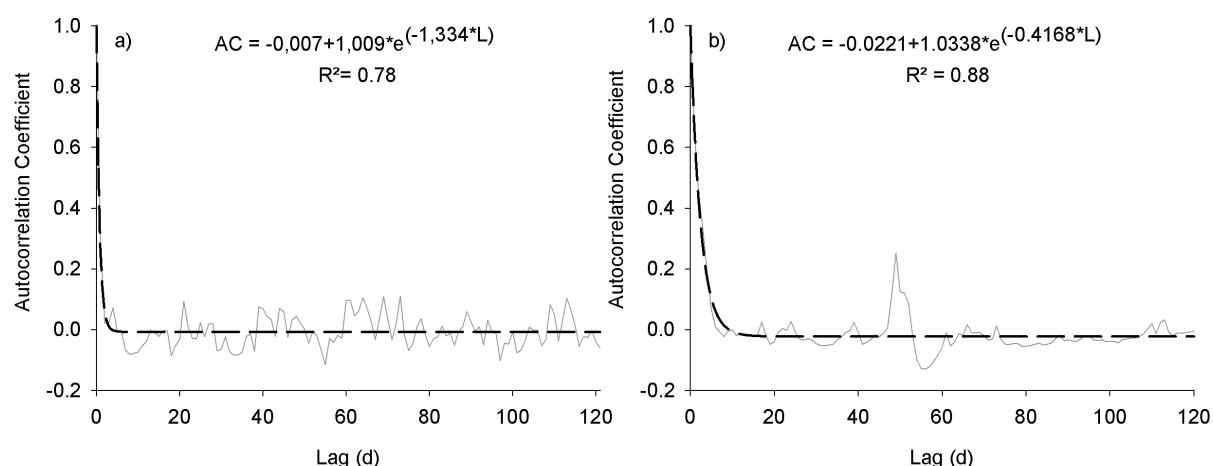 a)
AC = -0,007+1,009*e(-1,334*L)
R²= 0.78
Autocorrelation Coefficient
1.0
0.8
0.6
0.4
0.2
0.0
-0.2
0 20 40 60 80 100 120
Lag (d)
b)
AC = -0.0221+1.0338*e(-0.4168*L)
R² = 0.88
Autocorrelation Coefficient
1.0
0.8
0.6
0.4
0.2
0.0
-0.2
0 20 40 60 80 100 120
Lag (d)